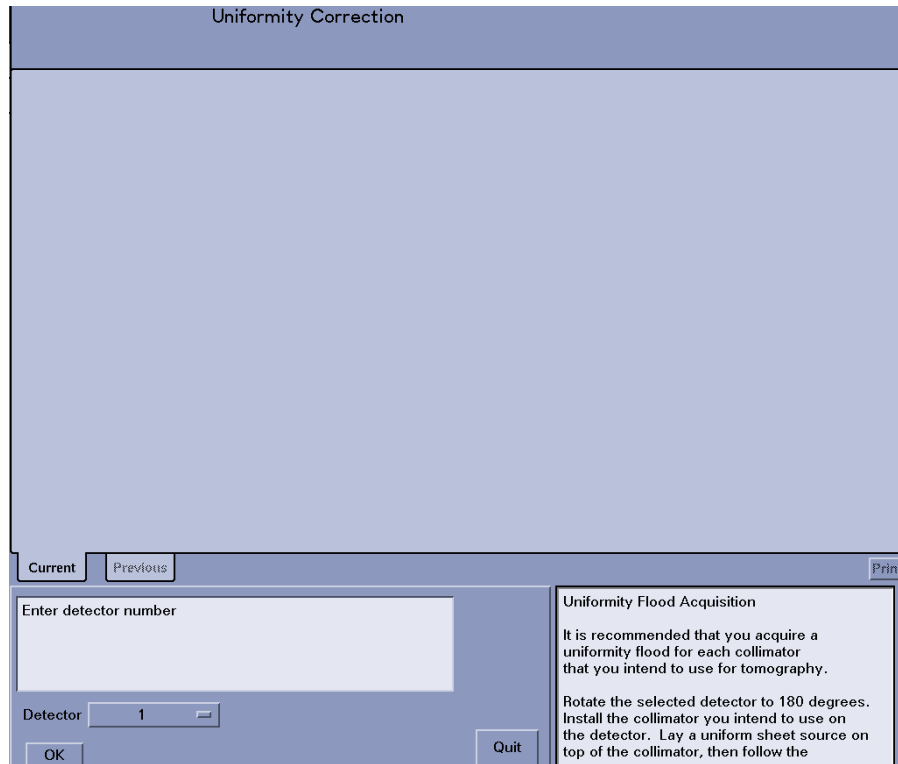 Uniformity Correction
Current
Previous
Prin
Enter detector number
Detector 1
OK
Quit
Uniformity Flood Acquisition
It is recommended that you acquire a
uniformity flood for each collimator
that you intend to use for tomography.
Rotate the selected detector to 180 degrees.
Install the collimator you intend to use on
the detector. Lay a uniform sheet source on
top of the collimator, then follow the